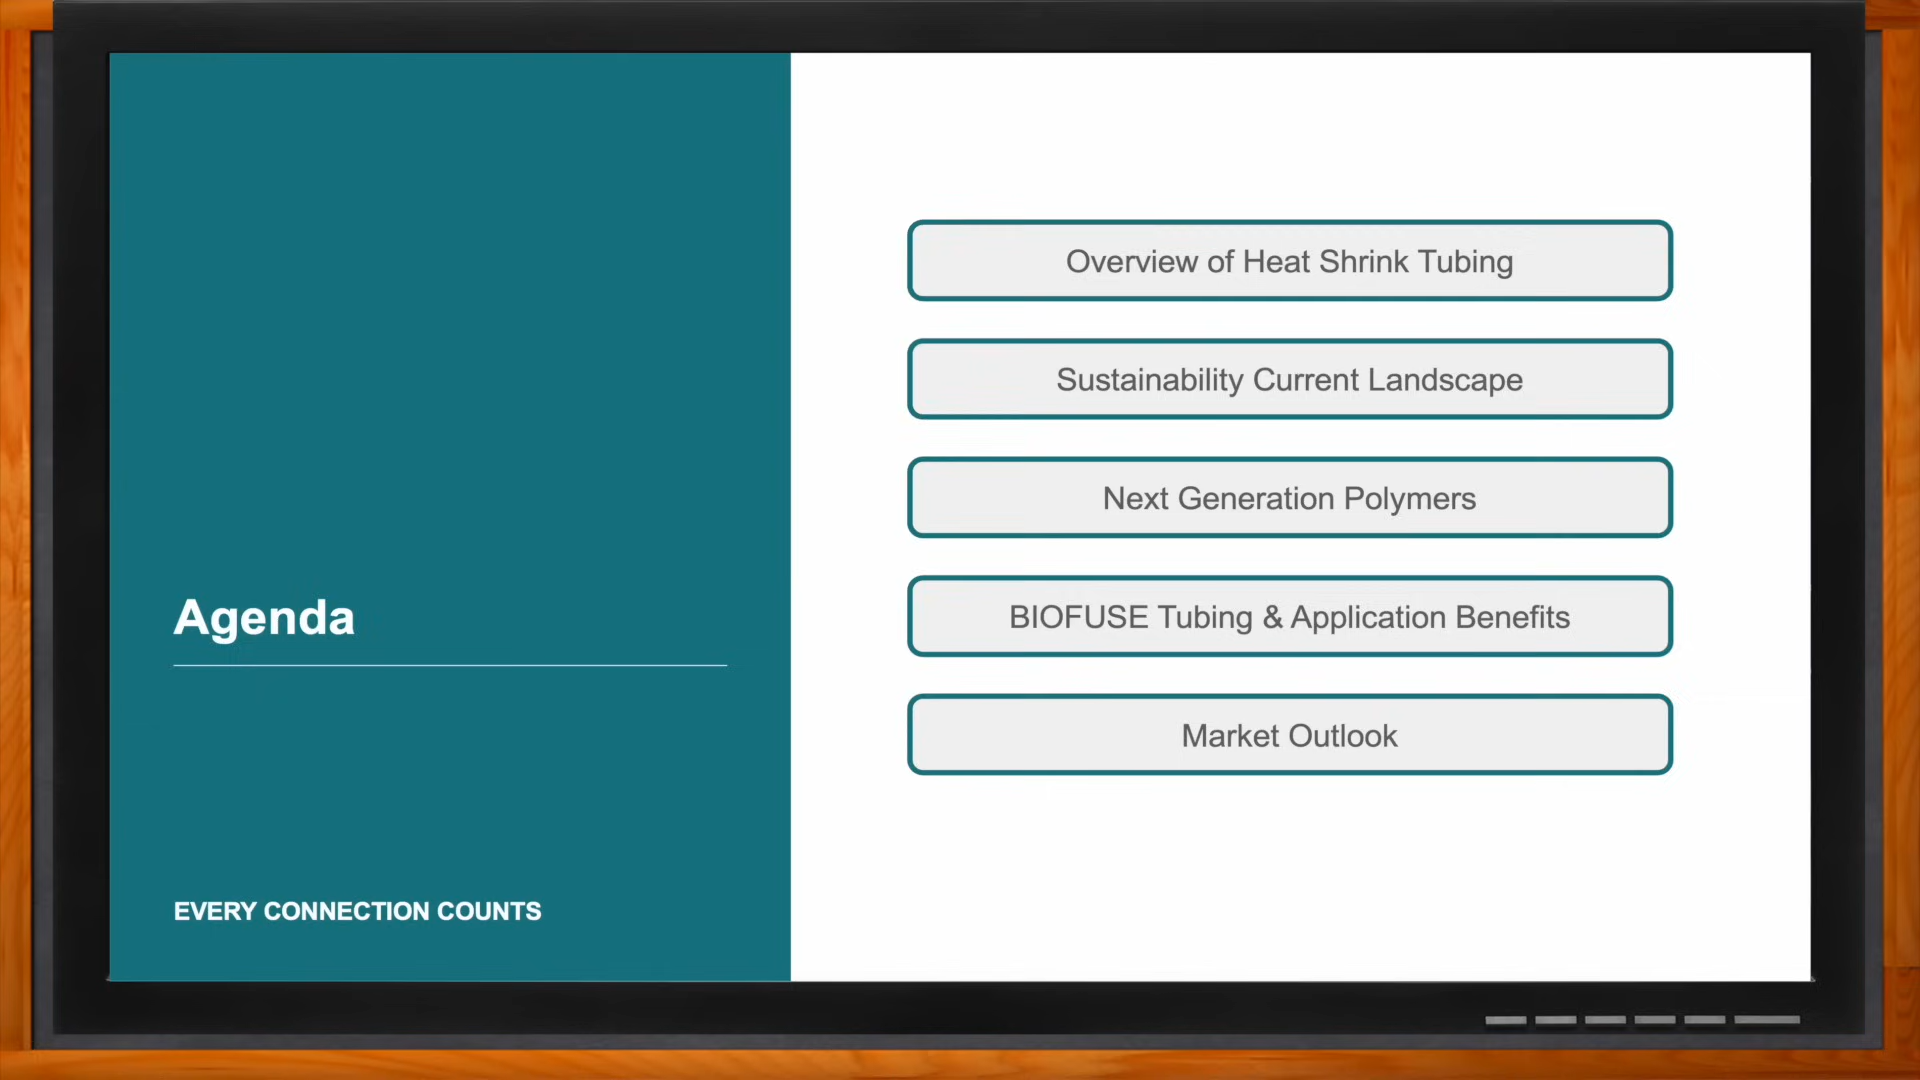 Agenda
EVERY CONNECTION COUNTS
Overview of Heat Shrink Tubing
Sustainability Current Landscape
Next Generation Polymers
BIOFUSE Tubing & Application Benefits
Market Outlook